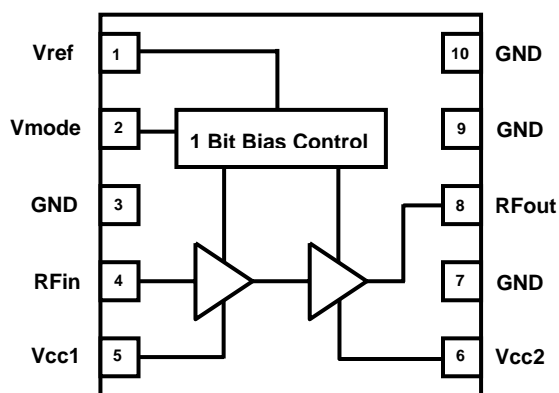 Vref 1 10 GND
Vmode 2 1 Bit Bias Control 9 GND
GND 3 8 RFout
RFin 4 7 GND
Vcc1 5 6 Vcc2